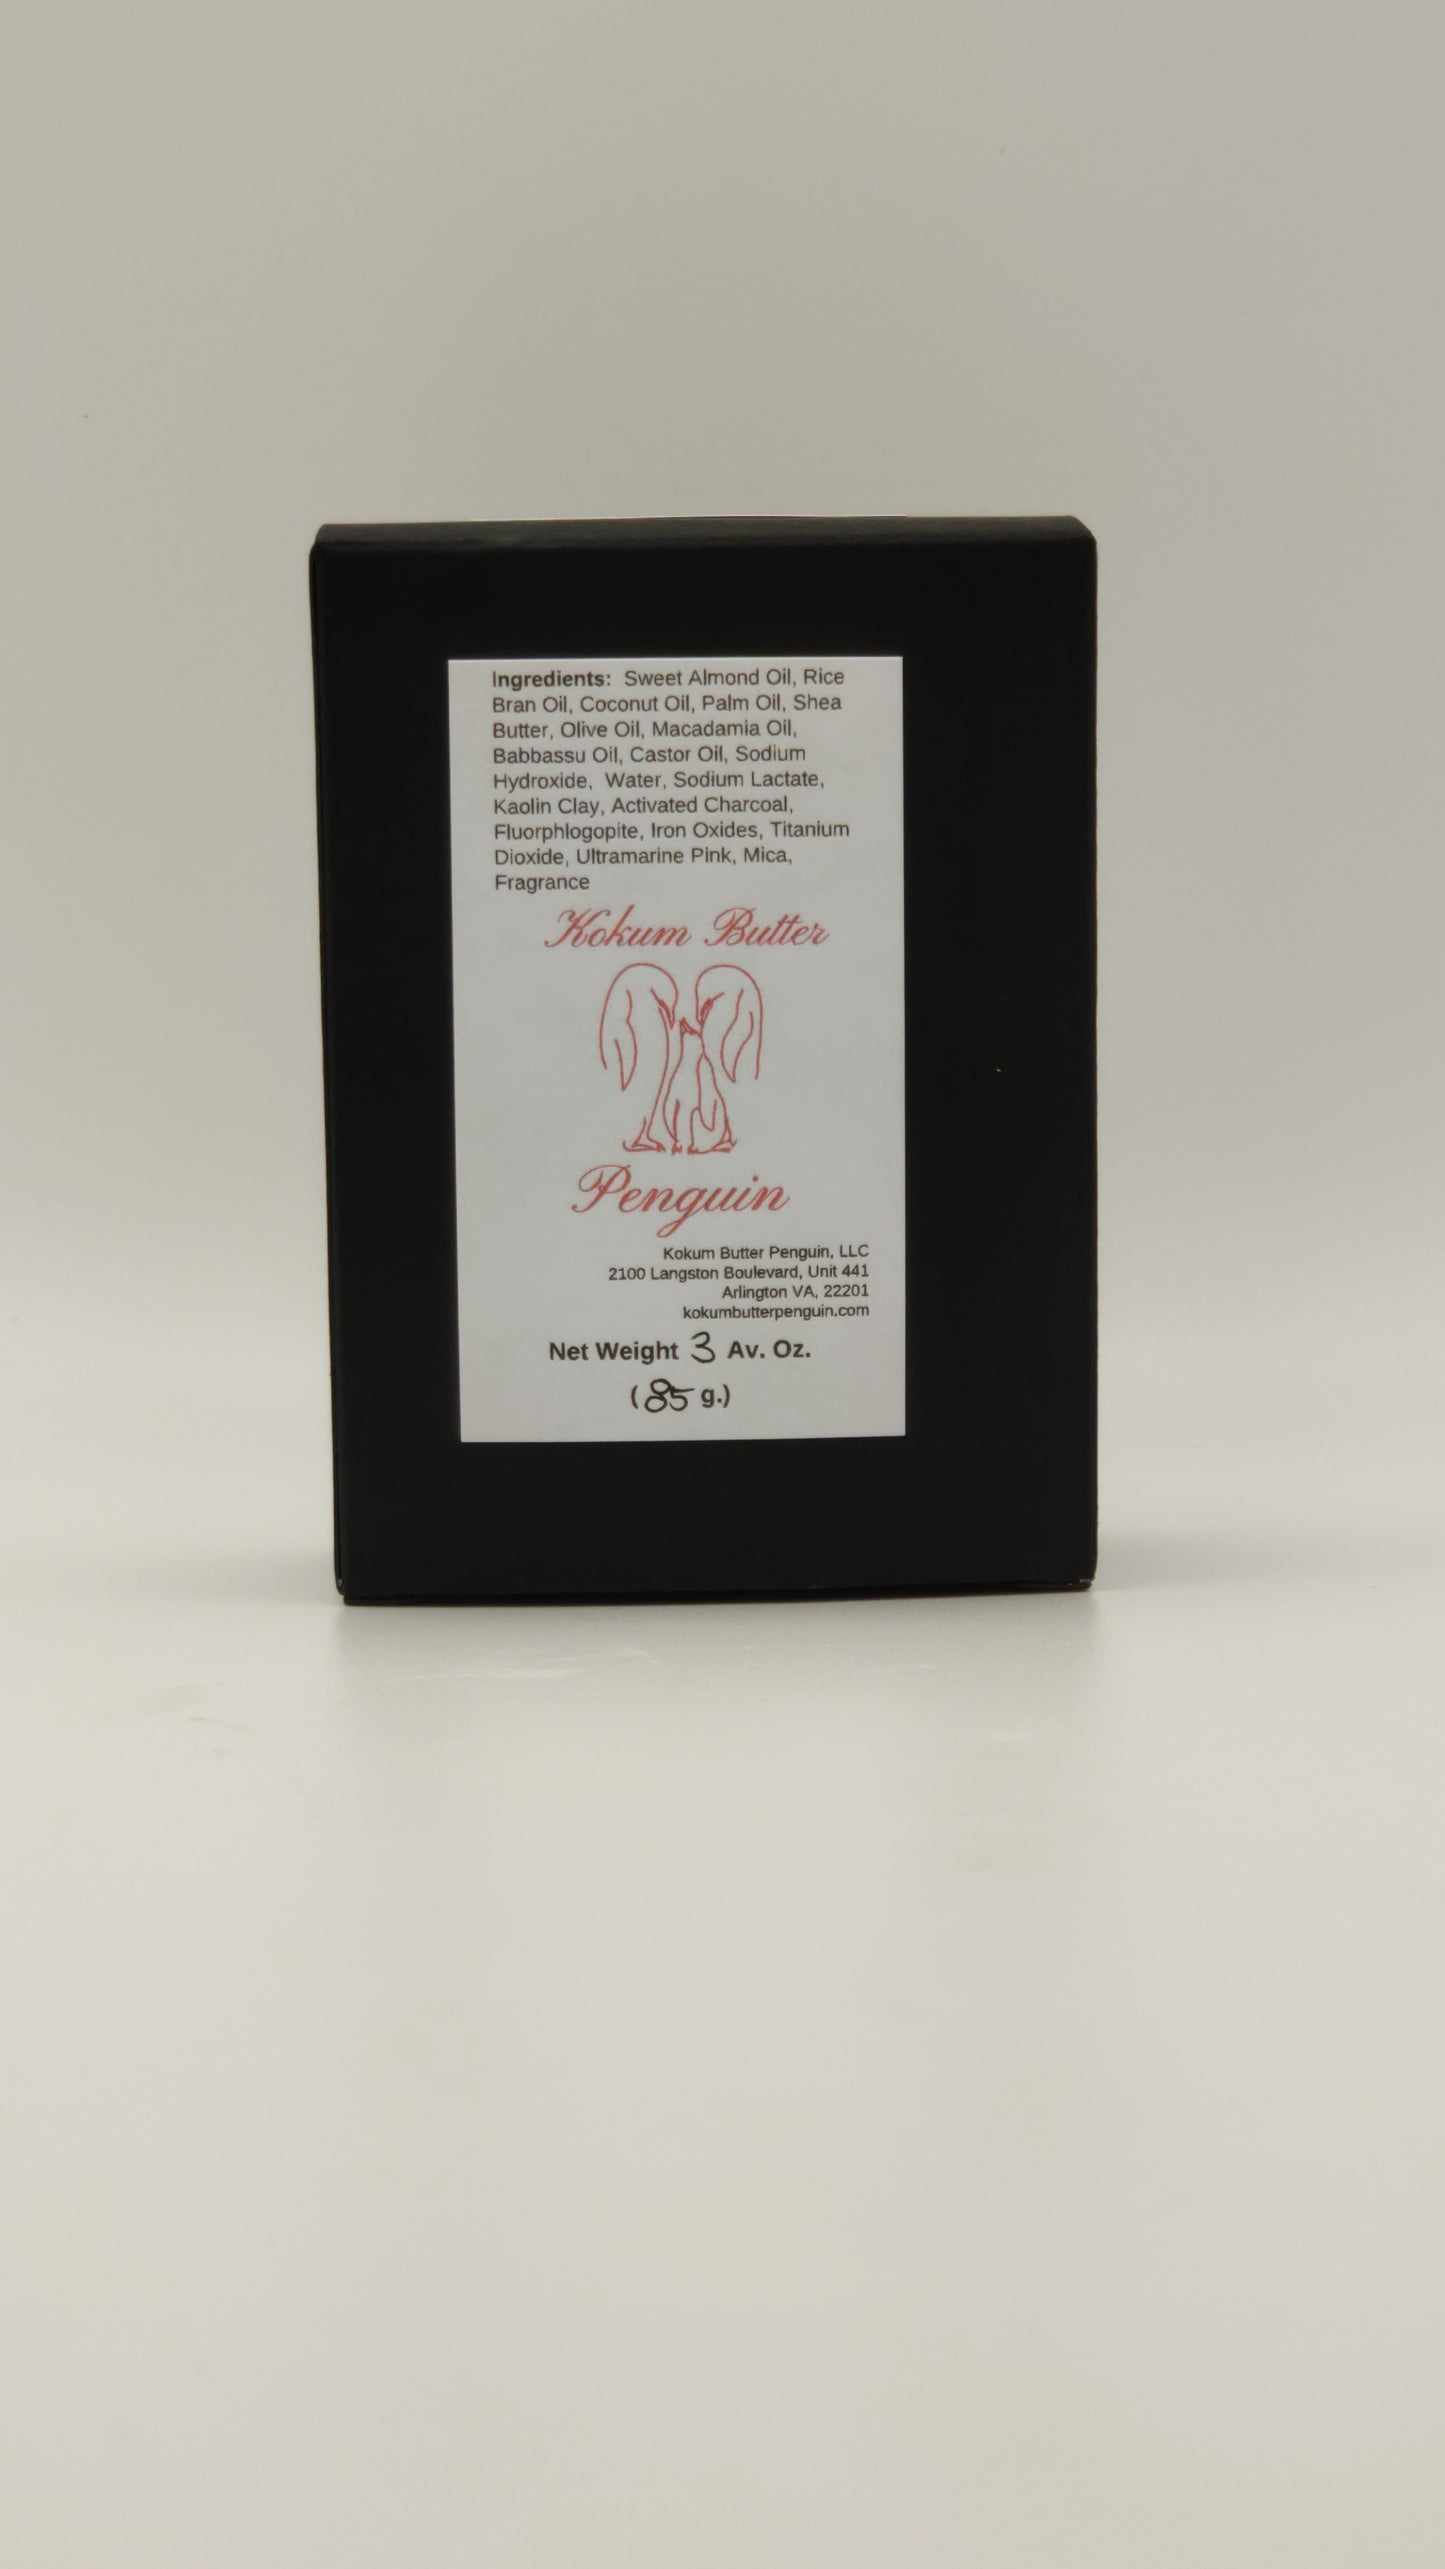 Ingredients: Sweet Almond Oil, Rice
Bran Oil, Coconut Oil, Palm Oil, Shea
Butter, Olive Oil, Macadamia Oil,
Babbassu Oil, Castor Oil, Sodium
Hydroxide, Water, Sodium Lactate,
Kaolin Clay, Activated Charcoal,
Fluorphlogopite, Iron Oxides, Titanium
Dioxide, Ultramarine Pink, Mica,
Fragrance
Kokum Butter
Penguin
Kokum Butter Penguin, LLC
2100 Langston Boulevard, Unit 441
Arlington VA, 22201
kokumbutterpenguin.com
Net Weight 3 Av. Oz.
(85 g.)